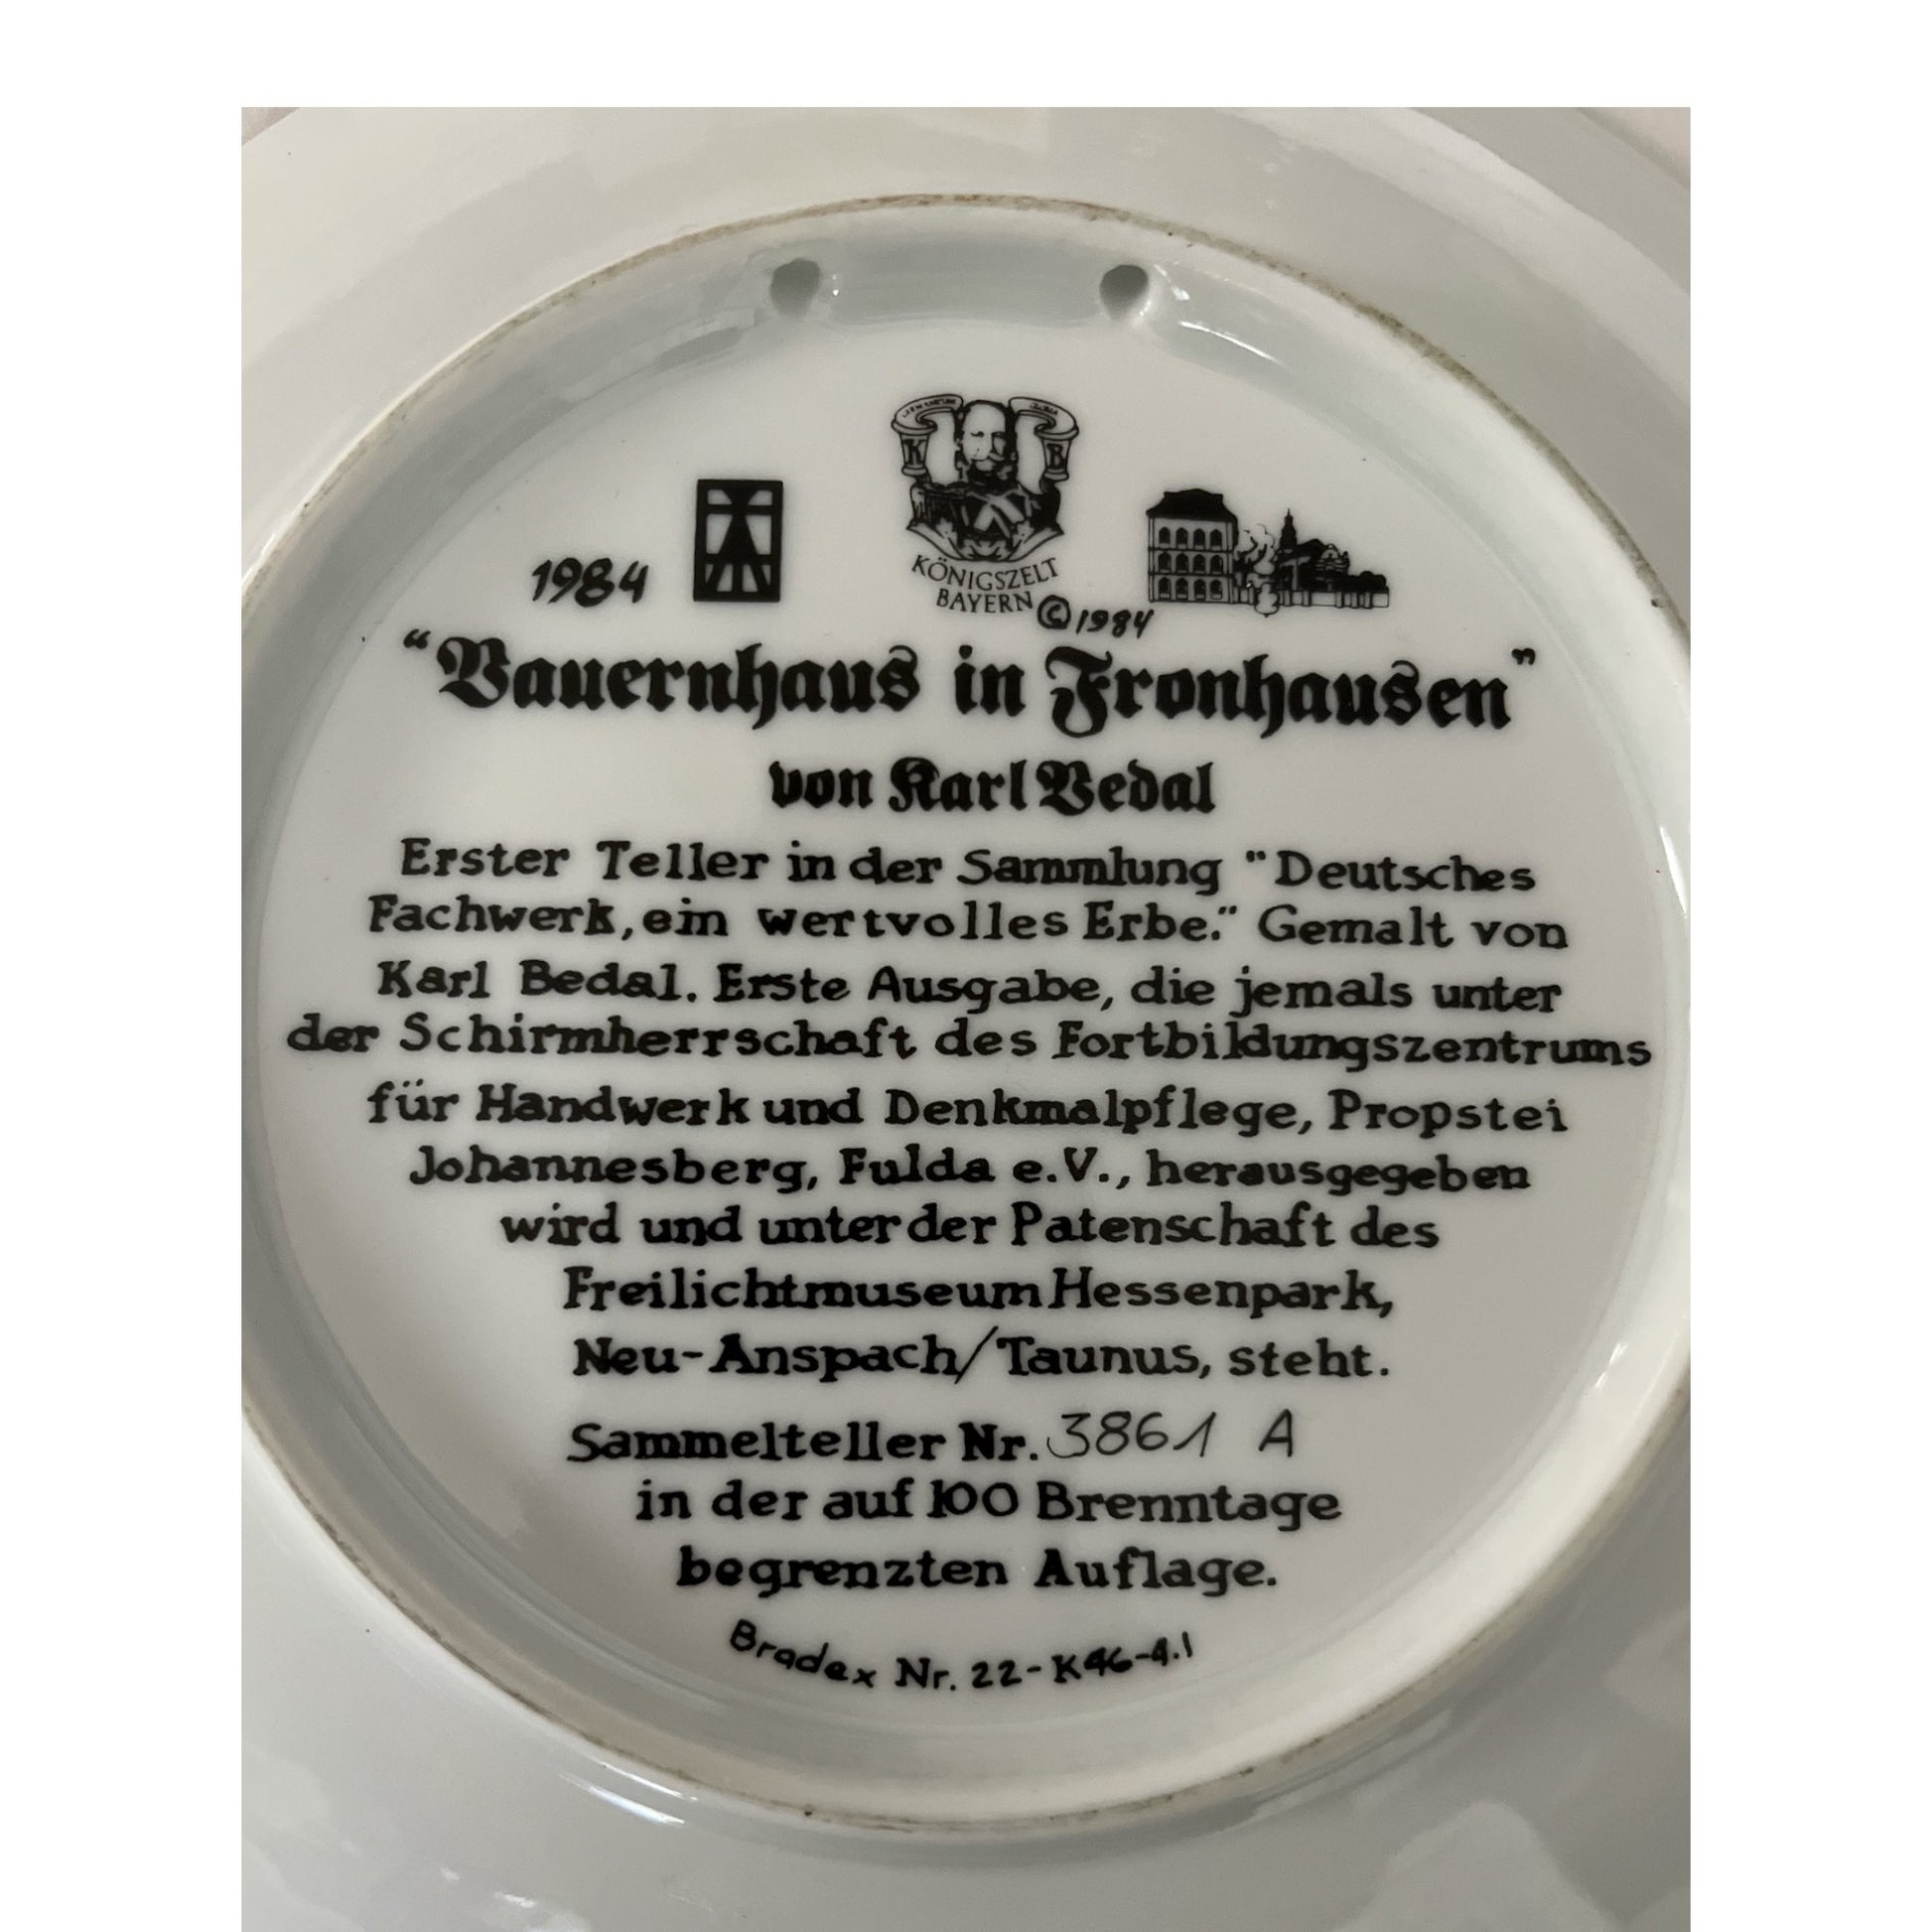 1984
K B
KÖNIGSZELT
BAYERN
©1984
“Bauernhaus in Fronhausen”
von Karl Bedal
Erster Teller in der Sammlung "Deutsches
Fachwerk, ein wertvolles Erbe." Gemalt von
Karl Bedal. Erste Ausgabe, die jemals unter
der Schirmherrschaft des Fortbildungszentrums
für Handwerk und Denkmalpflege, Propstei
Johannesberg, Fulda e.V., herausgegeben
wird und unter der Patenschaft des
Freilichtmuseum Hessenpark,
Neu-Anspach/Taunus, steht.
Sammelteller Nr. 3861 A
in der auf 100 Brenntage
begrenzten Auflage.
Bradex Nr. 22-K46-4.1